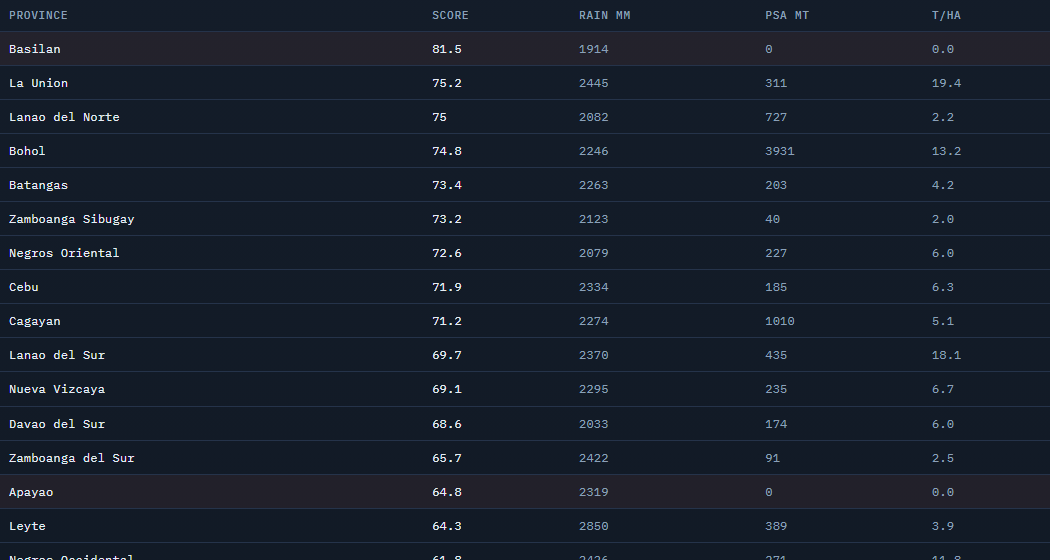 PROVINCE SCORE RAIN MM PSA MT T/HA
Basilan 81.5 1914 0 0.0
La Union 75.2 2445 311 19.4
Lanao del Norte 75 2082 727 2.2
Bohol 74.8 2246 3931 13.2
Batangas 73.4 2263 203 4.2
Zamboanga Sibugay 73.2 2123 40 2.0
Negros Oriental 72.6 2079 227 6.0
Cebu 71.9 2334 185 6.3
Cagayan 71.2 2274 1010 5.1
Lanao del Sur 69.7 2370 435 18.1
Nueva Vizcaya 69.1 2295 235 6.7
Davao del Sur 68.6 2033 174 6.0
Zamboanga del Sur 65.7 2422 91 2.5
Apayao 64.8 2319 0 0.0
Leyte 64.3 2850 389 3.9
Negros Occidental